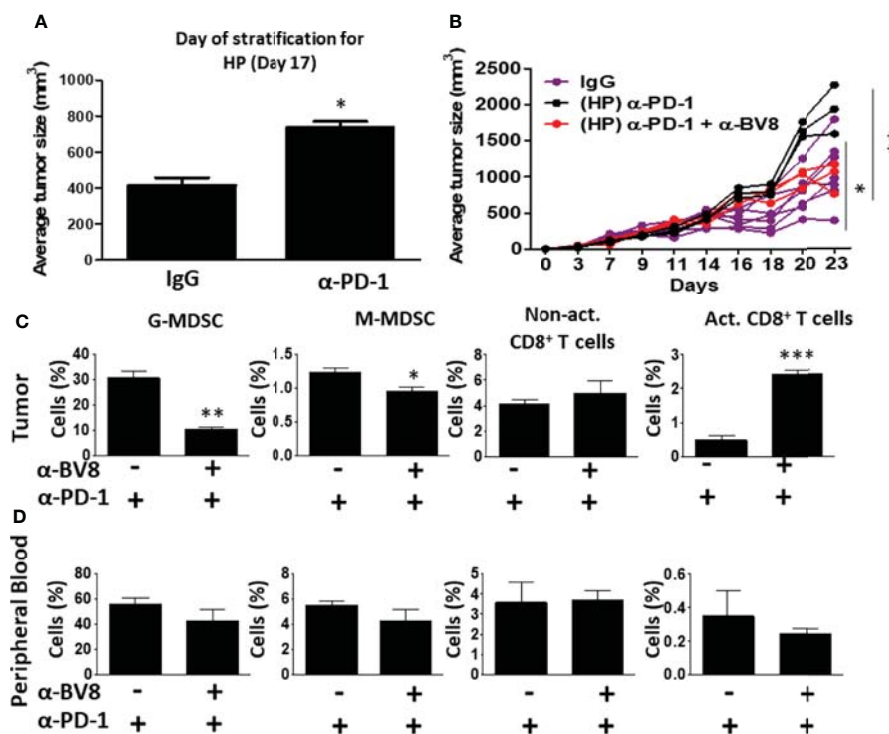 A
Day of stratification for
HP (Day 17)
Average tumor size (mm³)
1000
800
600
400
200
0
*
IgG
α-PD-1
B
Average tumor size (mm³)
2500
2000
1500
1000
500
0
IgG
(HP) α-PD-1
(HP) α-PD-1 + α-BV8
*
0 3 7 9 11 14 16 18 20 23
Days
C
G-MDSC
M-MDSC
Non-act.
CD8⁺ T cells
Act. CD8⁺ T cells
Tumor
Cells (%)
40
30
20
10
0
**
Cells (%)
1.5
1.0
0.5
0.0
*
Cells (%)
8
6
4
2
0
Cells (%)
3
2
1
0
***
α-BV8 - + - + - + - +
α-PD-1 + + + + + + + +
D
Peripheral Blood
Cells (%)
80
60
40
20
0
Cells (%)
8
6
4
2
0
Cells (%)
5
4
3
2
1
0
Cells (%)
0.6
0.4
0.2
0.0
α-BV8 - + - + - + - +
α-PD-1 + + + + + + + +